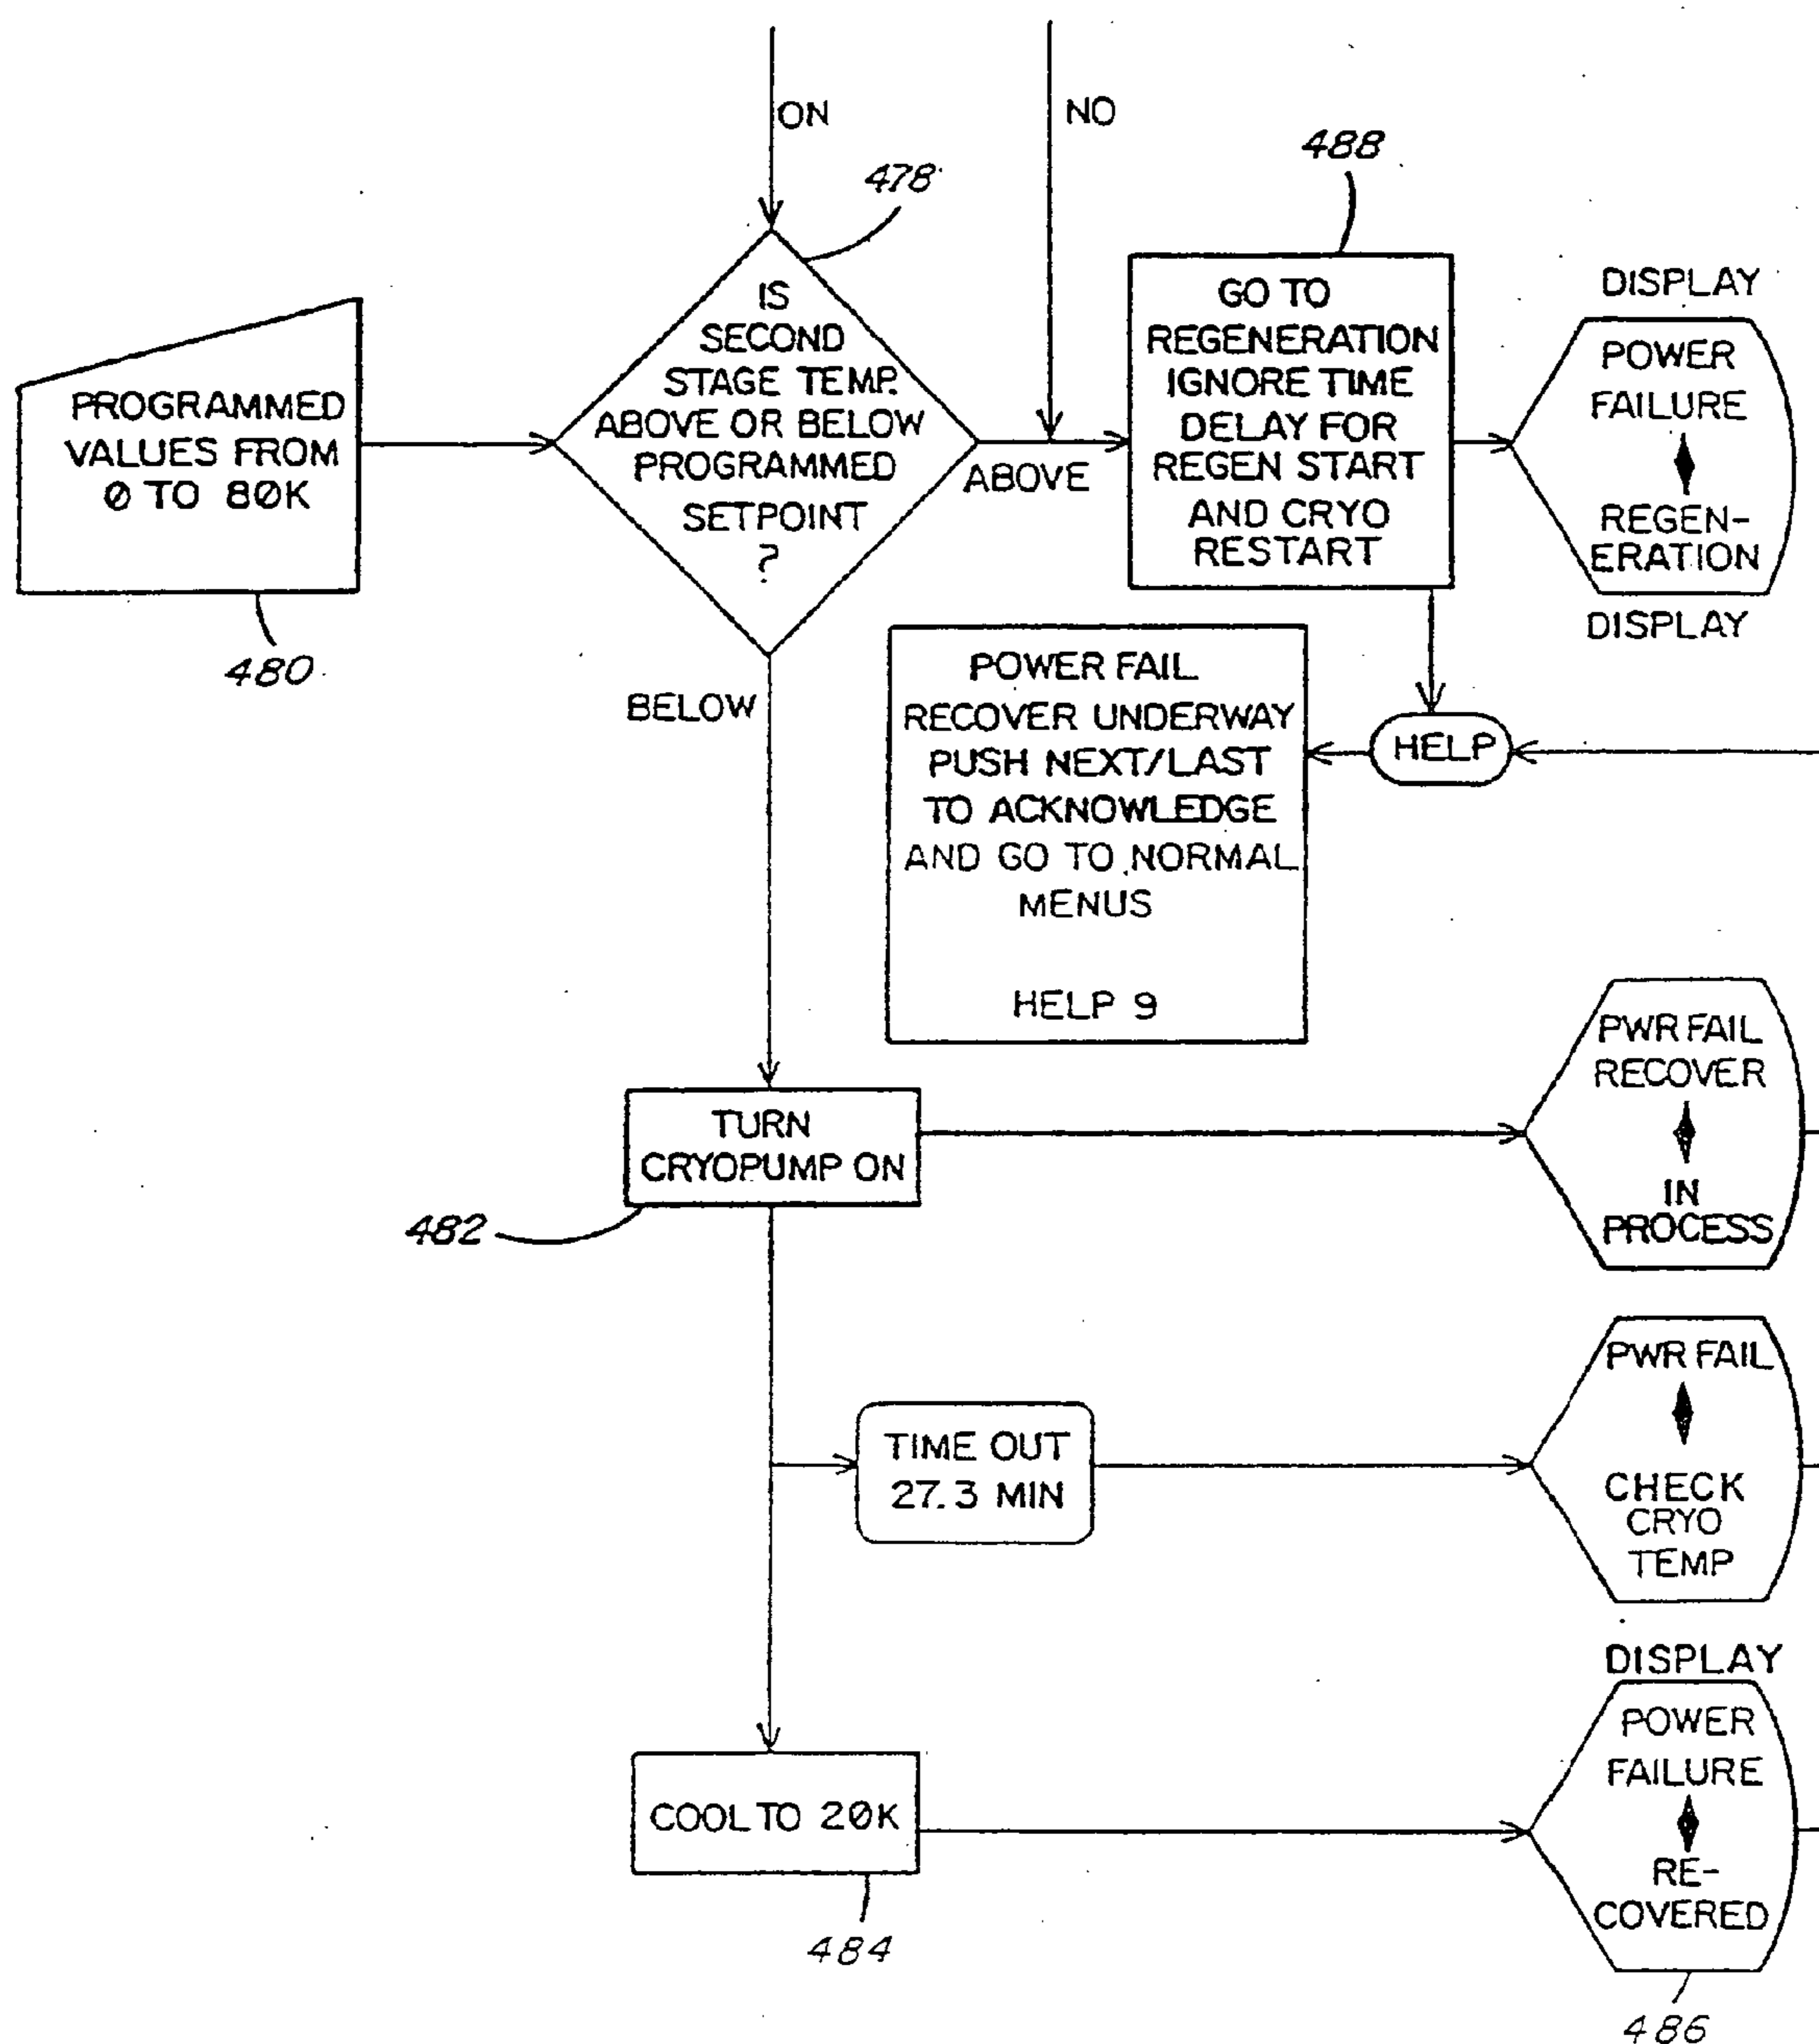 ON
NO
478
488
PROGRAMMED
VALUES FROM
0 TO 80K
480
IS
SECOND
STAGE TEMP.
ABOVE OR BELOW
PROGRAMMED
SETPOINT
?
ABOVE
BELOW
GO TO
REGENERATION
IGNORE TIME
DELAY FOR
REGEN START
AND CRYO
RESTART
DISPLAY
POWER
FAILURE
REGEN-
ERATION
DISPLAY
POWER FAIL
RECOVER UNDERWAY
PUSH NEXT/LAST
TO ACKNOWLEDGE
AND GO TO NORMAL
MENUS
HELP 9
HELP
TURN
CRYOPUMP ON
482
PWR FAIL
RECOVER
IN
PROCESS
TIME OUT
27.3 MIN
PWR FAIL
CHECK
CRYO
TEMP
COOL TO 20K
484
DISPLAY
POWER
FAILURE
RE-
COVERED
486